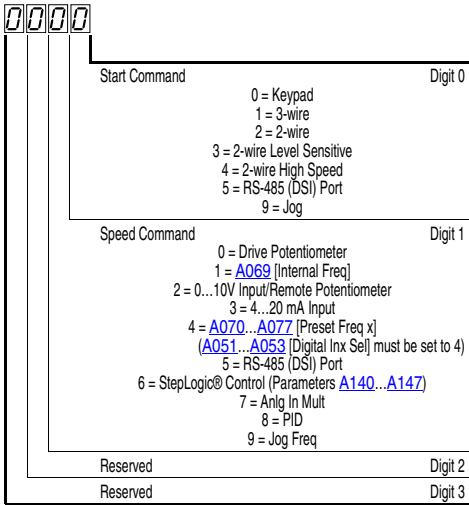 0000
Start Command Digit 0
0 = Keypad
1 = 3-wire
2 = 2-wire
3 = 2-wire Level Sensitive
4 = 2-wire High Speed
5 = RS-485 (DSI) Port
9 = Jog
Speed Command Digit 1
0 = Drive Potentiometer
1 = A069 [Internal Freq]
2 = 0...10V Input/Remote Potentiometer
3 = 4...20 mA Input
4 = A070...A077 [Preset Freq x]
(A051...A053 [Digital Inx Sel] must be set to 4)
5 = RS-485 (DSI) Port
6 = StepLogic® Control (Parameters A140...A147)
7 = Anlg In Mult
8 = PID
9 = Jog Freq
Reserved Digit 2
Reserved Digit 3